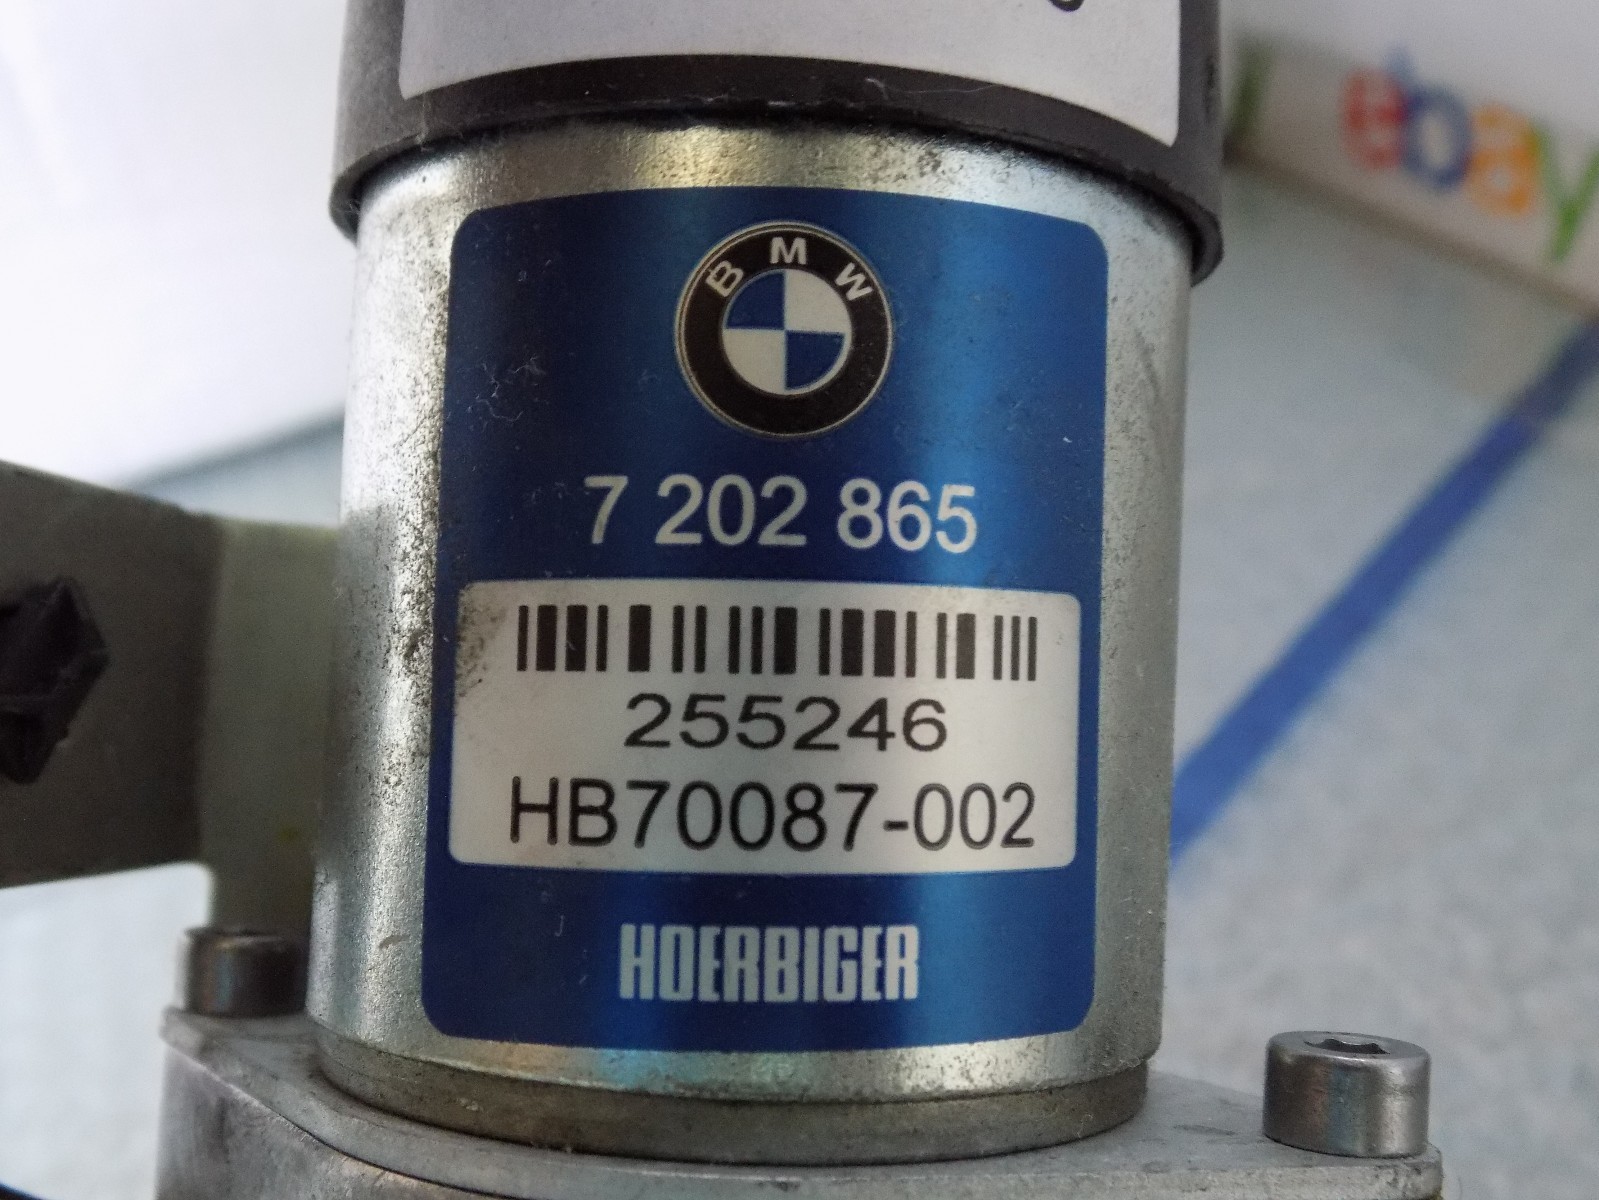 ebay
BMW
7 202 865
255246
HB70087-002
HOERBIGER